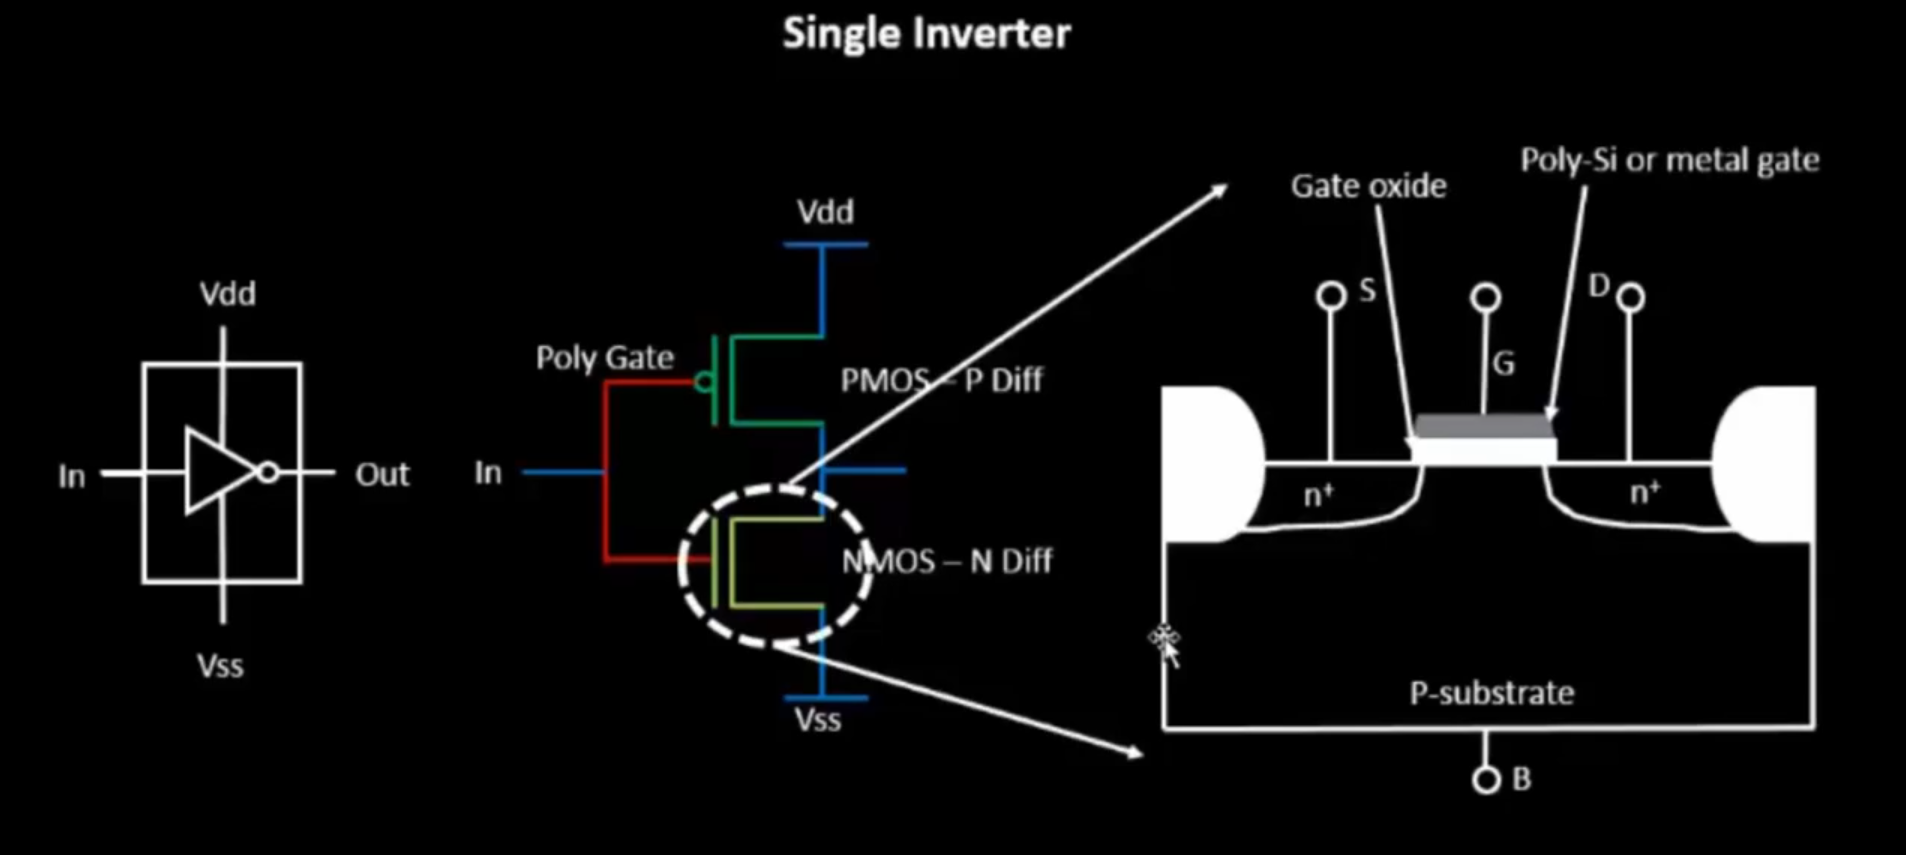 Single Inverter
Vdd
In
Out
Vss
Vdd
Poly Gate
PMOS – P Diff
In
NMOS – N Diff
Vss
Gate oxide
Poly-Si or metal gate
S
D
G
n⁺
n⁺
P-substrate
B